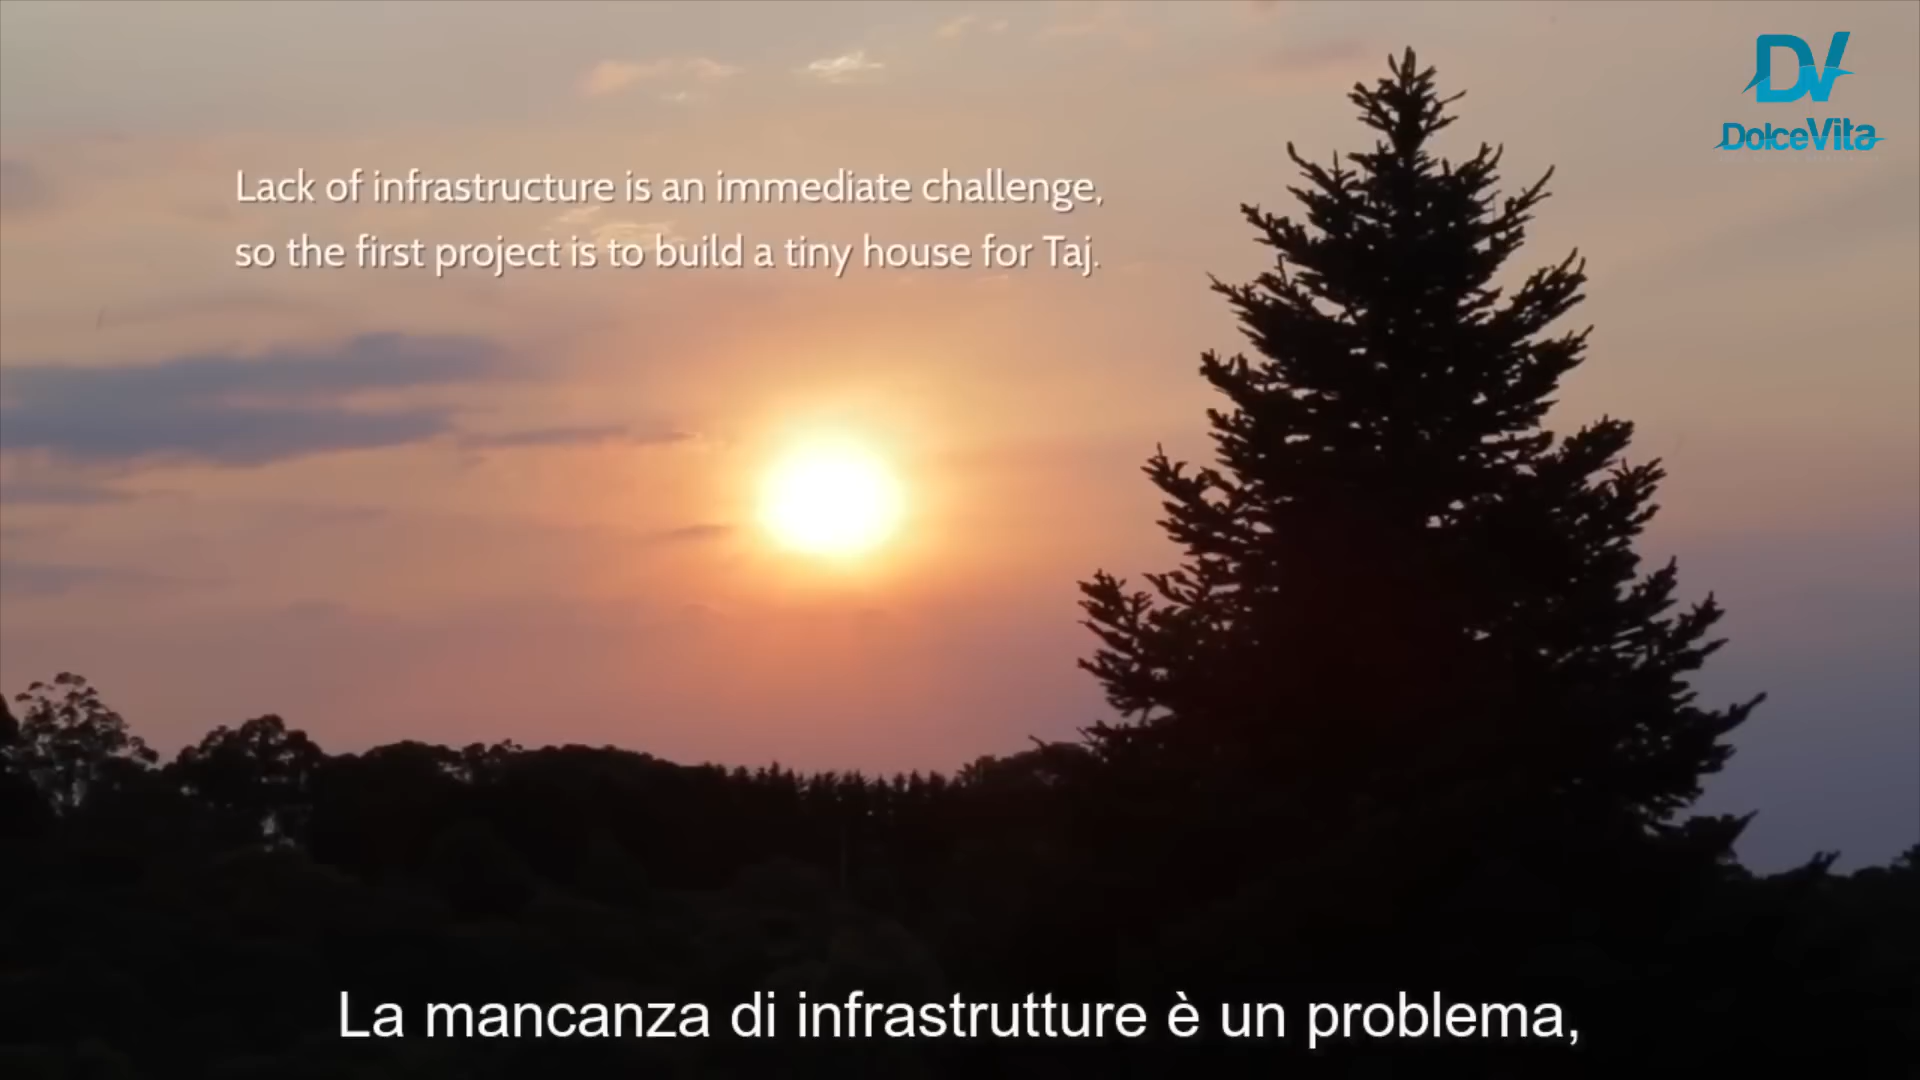 DV
DolceVita
Lack of infrastructure is an immediate challenge,
so the first project is to build a tiny house for Taj.
La mancanza di infrastrutture è un problema,